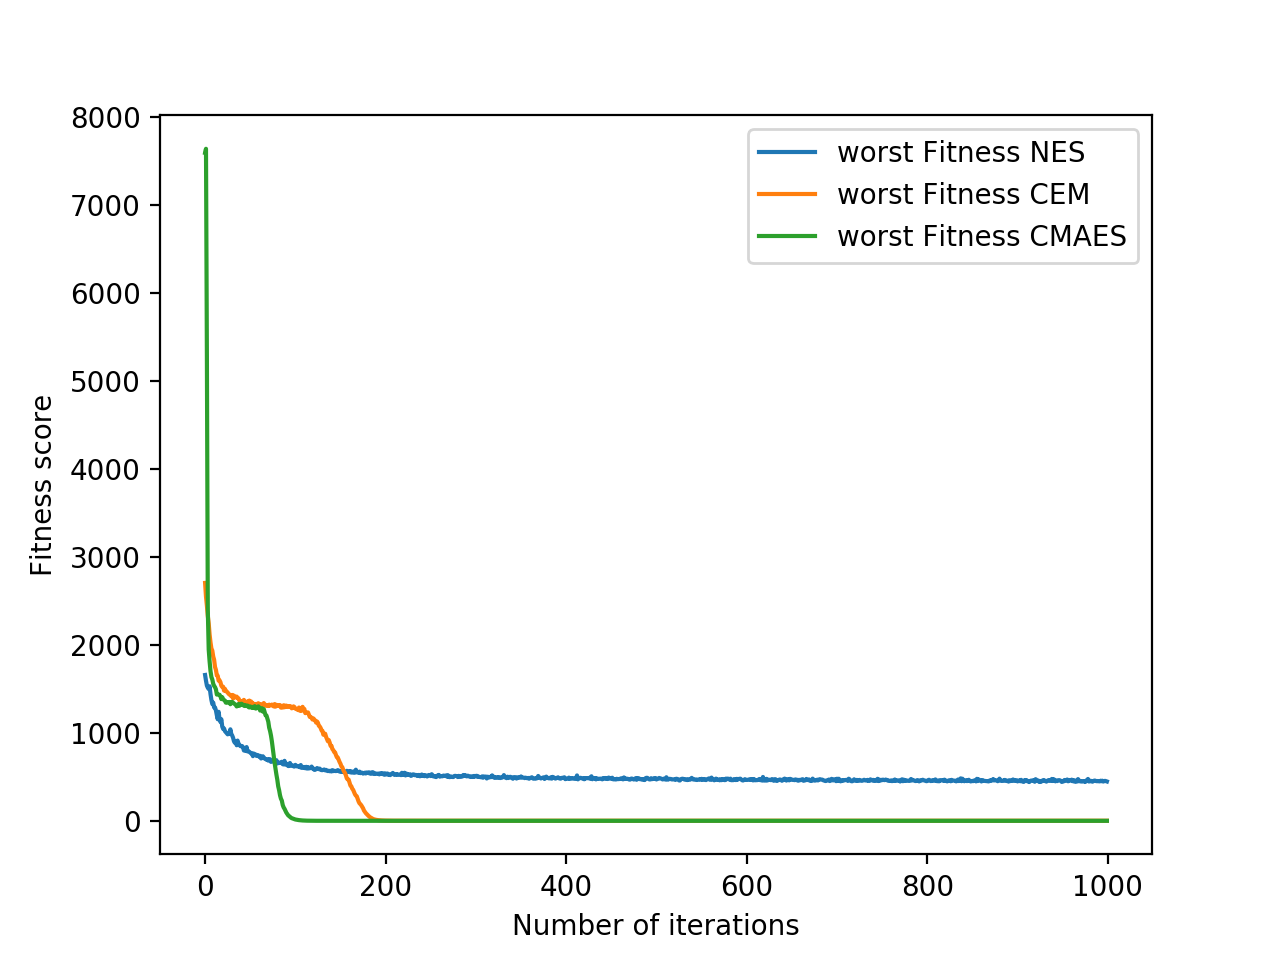 8000
7000
6000
5000
4000
3000
2000
1000
0
Fitness score
worst Fitness NES
worst Fitness CEM
worst Fitness CMAES
0 200 400 600 800 1000
Number of iterations